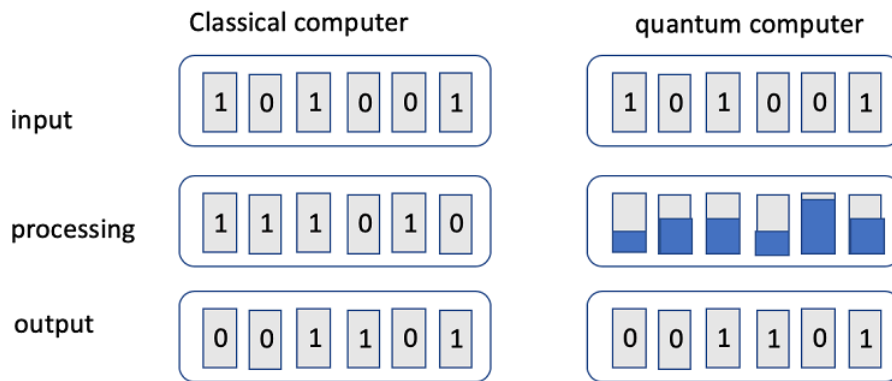 Classical computer quantum computer
input 1 0 1 0 0 1 1 0 1 0 0 1
processing 1 1 1 0 1 0
output 0 0 1 1 0 1 0 0 1 1 0 1